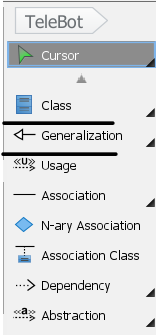 TeleBot
Cursor
Class
Generalization
«U» Usage
Association
N-ary Association
Association Class
Dependency
«a» Abstraction